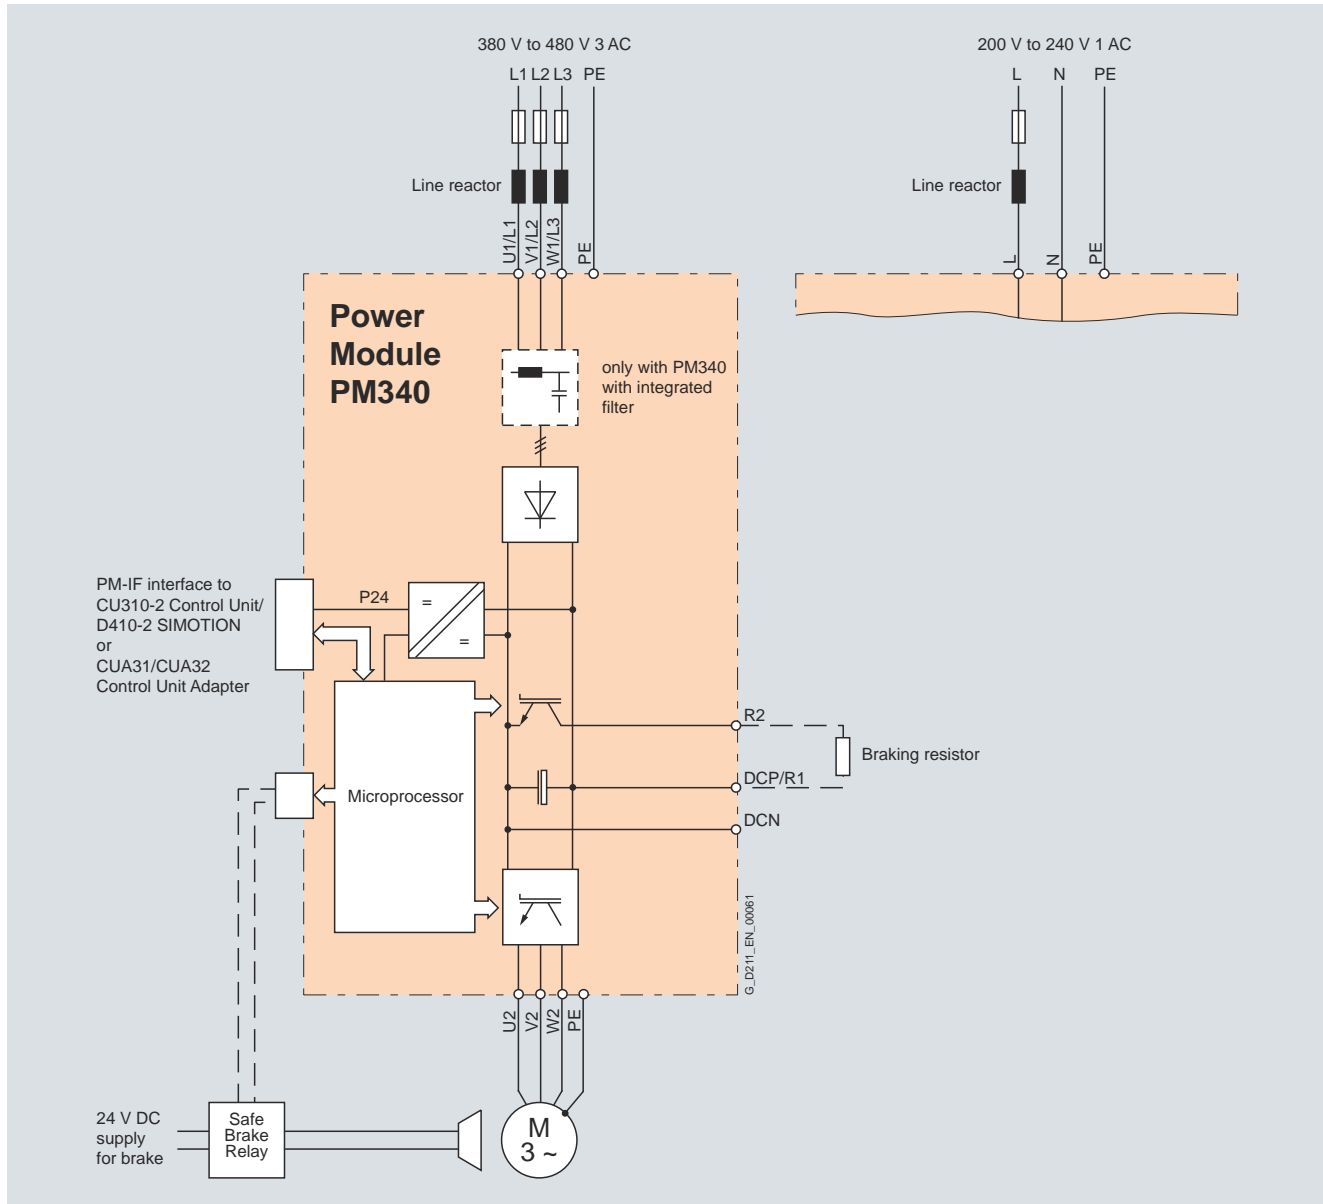 380 V to 480 V 3 AC
200 V to 240 V 1 AC
L1 L2 L3 PE
L N PE
Line reactor
Line reactor
U1/L1
V1/L2
W1/L3
PE
L
N
PE
Power
Module
PM340
only with PM340
with integrated
filter
PM-IF interface to
CU310-2 Control Unit/
D410-2 SIMOTION
or
CUA31/CUA32
Control Unit Adapter
P24
=
=
R2
Braking resistor
DCP/R1
Microprocessor
DCN
G_D211_EN_00061
U2
V2
W2
PE
24 V DC
supply
for brake
Safe
Brake
Relay
M
3 ~